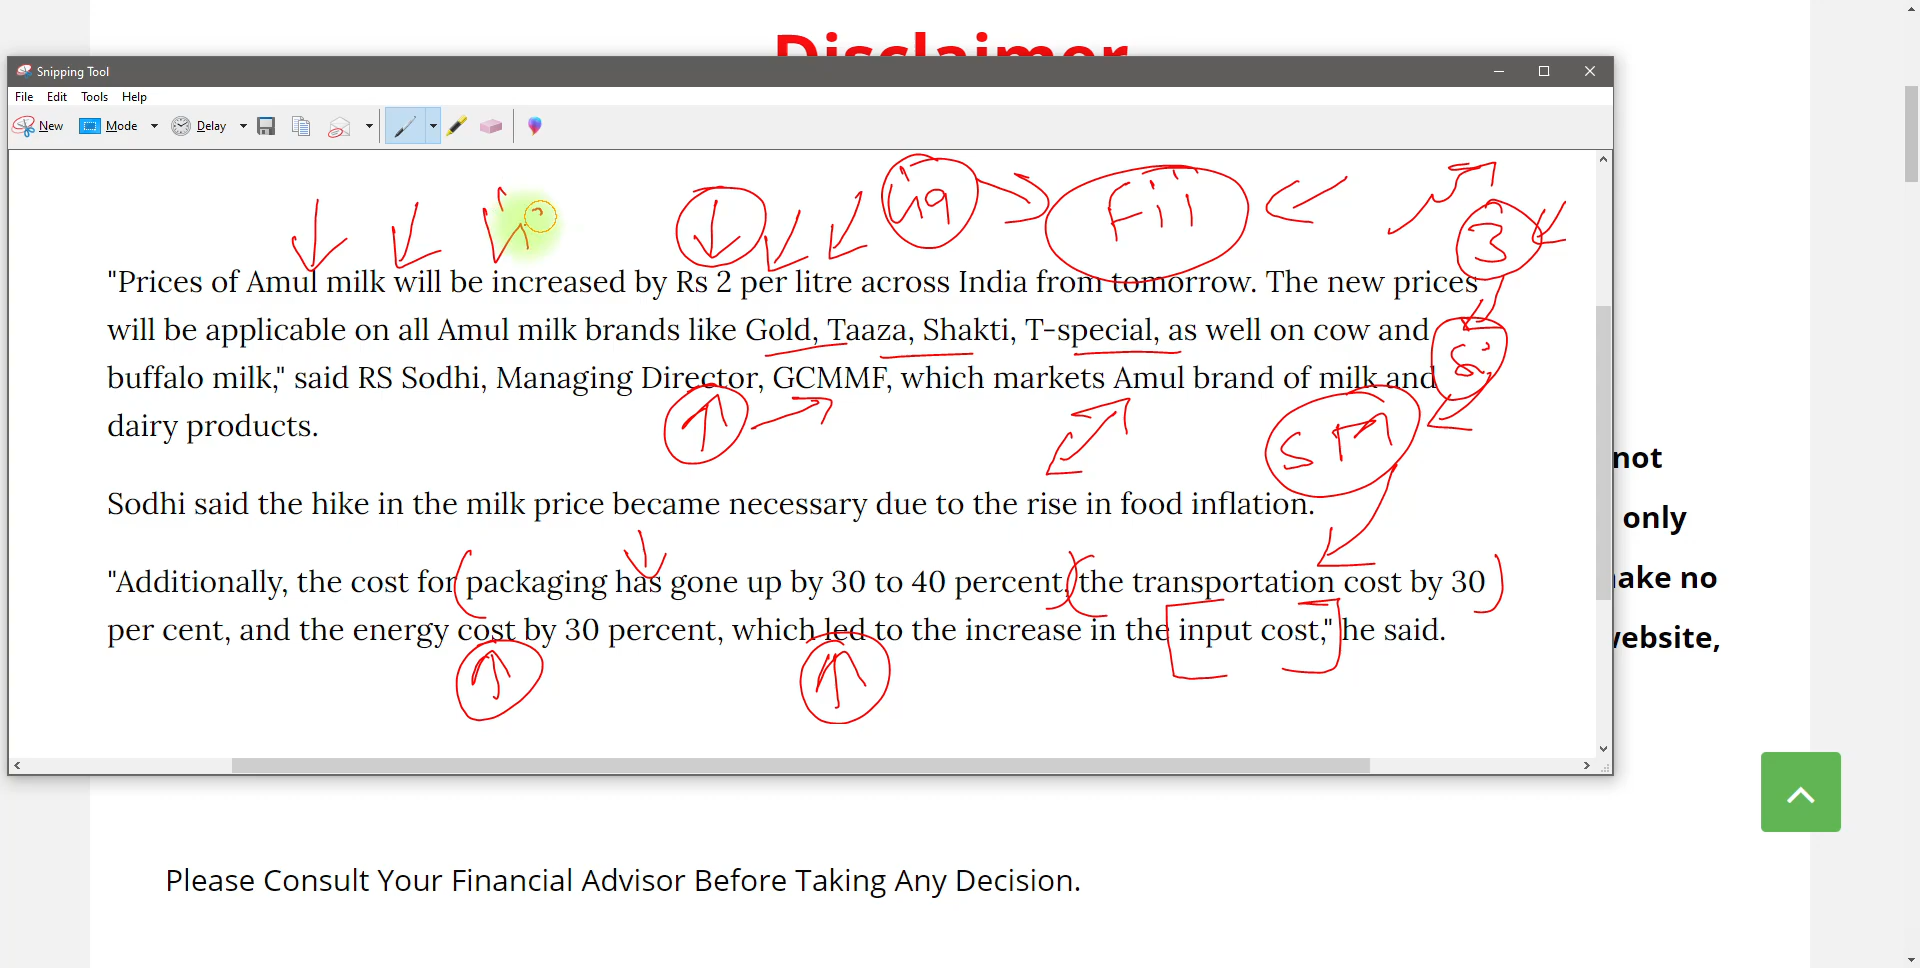 Disclaimer
Snipping Tool
File Edit Tools Help
New Mode Delay
Fii
3
"Prices of Amul milk will be increased by Rs 2 per litre across India from tomorrow. The new prices
will be applicable on all Amul milk brands like Gold, Taaza, Shakti, T-special, as well on cow and
buffalo milk," said RS Sodhi, Managing Director, GCMMF, which markets Amul brand of milk and
dairy products.
not
Sodhi said the hike in the milk price became necessary due to the rise in food inflation.
only
"Additionally, the cost for packaging has gone up by 30 to 40 percent, the transportation cost by 30
no
per cent, and the energy cost by 30 percent, which led to the increase in the input cost," he said.
Please Consult Your Financial Advisor Before Taking Any Decision.